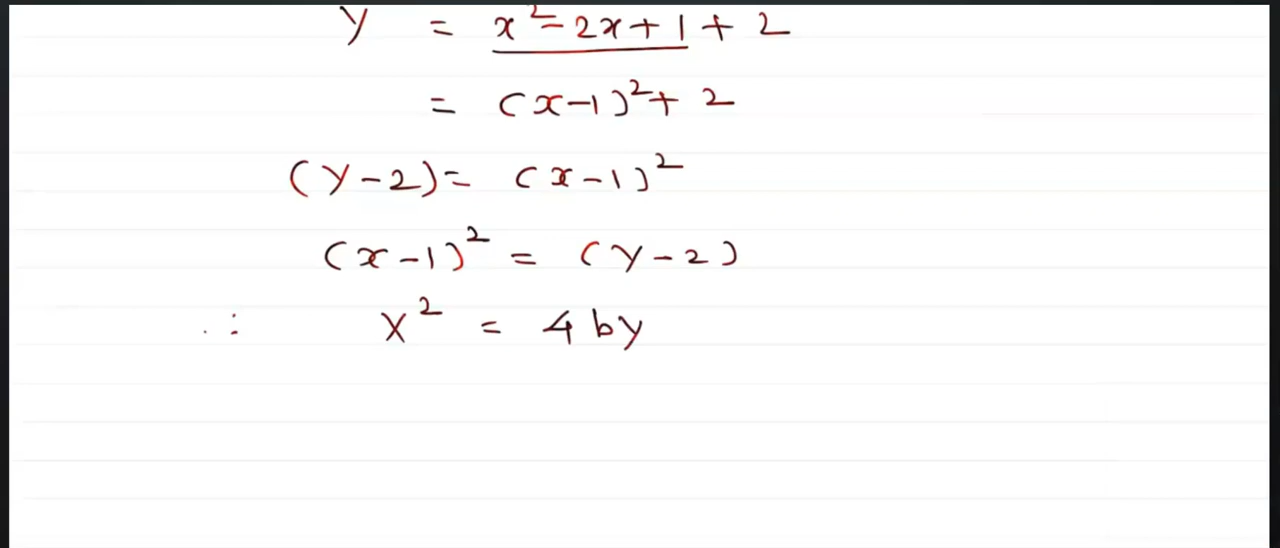 y = x² - 2x + 1 + 2
= (x-1)² + 2
(y-2) = (x-1)²
(x-1)² = (y-2)
∴ X² = 4by